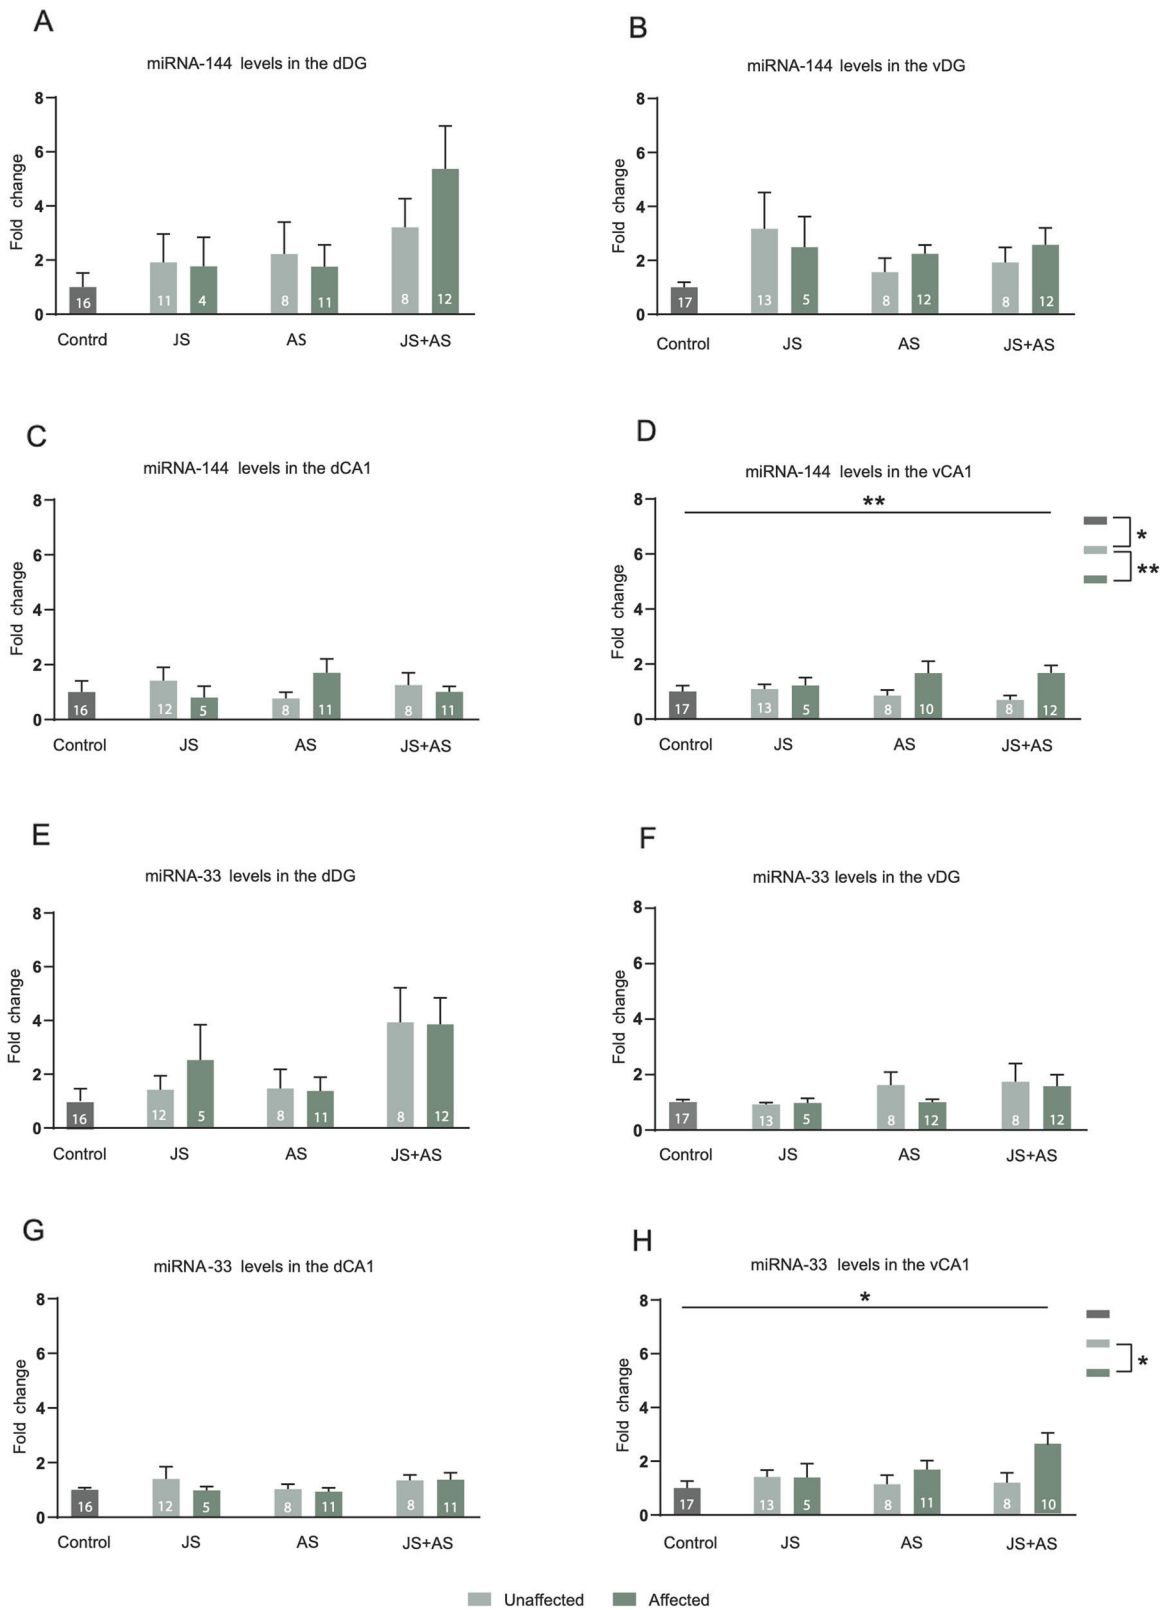 A
miRNA-144 levels in the dDG
Fold change
8
6
4
2
0
16
11
4
8
11
8
12
Contrd
JS
AS
JS+AS
B
miRNA-144 levels in the vDG
Fold change
8
6
4
2
0
17
13
5
8
12
8
12
Control
JS
AS
JS+AS
C
miRNA-144 levels in the dCA1
Fold change
8
6
4
2
0
16
12
5
8
11
8
11
Control
JS
AS
JS+AS
D
miRNA-144 levels in the vCA1
**
*
**
Fold change
8
6
4
2
0
17
13
5
8
10
8
12
Control
JS
AS
JS+AS
E
miRNA-33 levels in the dDG
Fold change
8
6
4
2
0
16
12
5
8
11
8
12
Control
JS
AS
JS+AS
F
miRNA-33 levels in the vDG
Fold change
8
6
4
2
0
17
13
5
8
12
8
12
Control
JS
AS
JS+AS
G
miRNA-33 levels in the dCA1
Fold change
8
6
4
2
0
16
12
5
8
11
8
11
Control
JS
AS
JS+AS
H
miRNA-33 levels in the vCA1
*
*
Fold change
8
6
4
2
0
17
13
5
8
11
8
10
Control
JS
AS
JS+AS
Unaffected
Affected